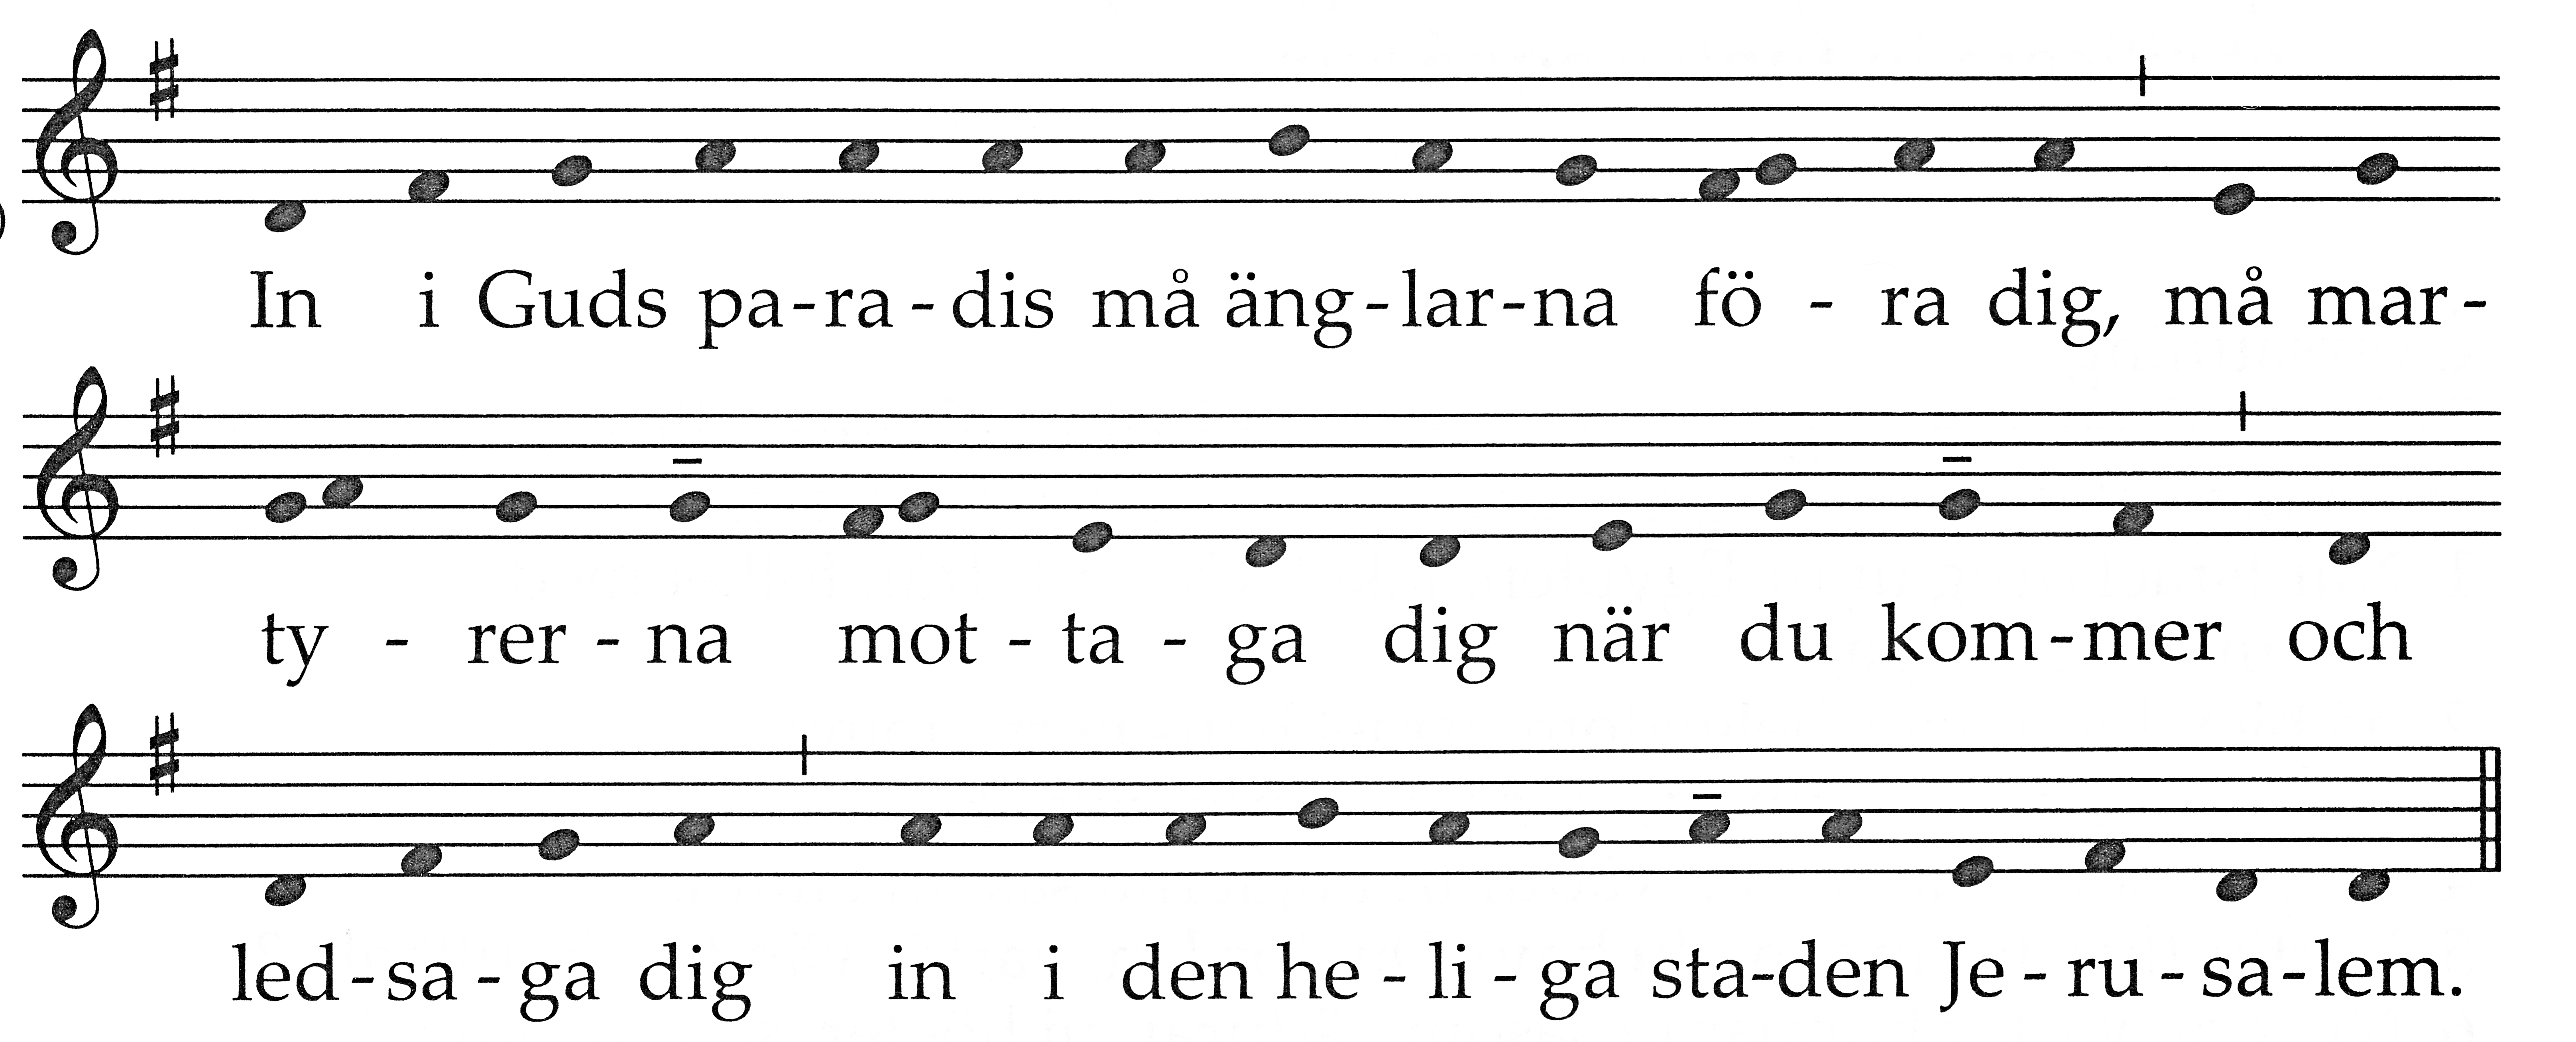 In i Guds pa-ra-dis må äng-lar-na fö-ra dig, må mar-
ty-rer-na mot-ta-ga dig när du kom-mer och
led-sa-ga dig in i den he-li-ga sta-den Je-ru-sa-lem.